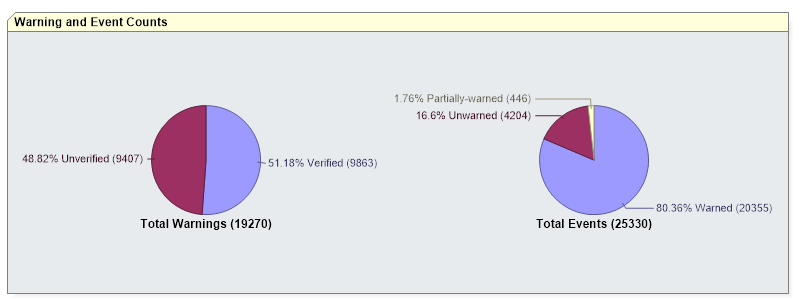 Warning and Event Counts
1.76% Partially-warned (446)
16.6% Unwarned (4204)
48.82% Unverified (9407)
51.18% Verified (9863)
80.36% Warned (20355)
Total Warnings (19270)
Total Events (25330)